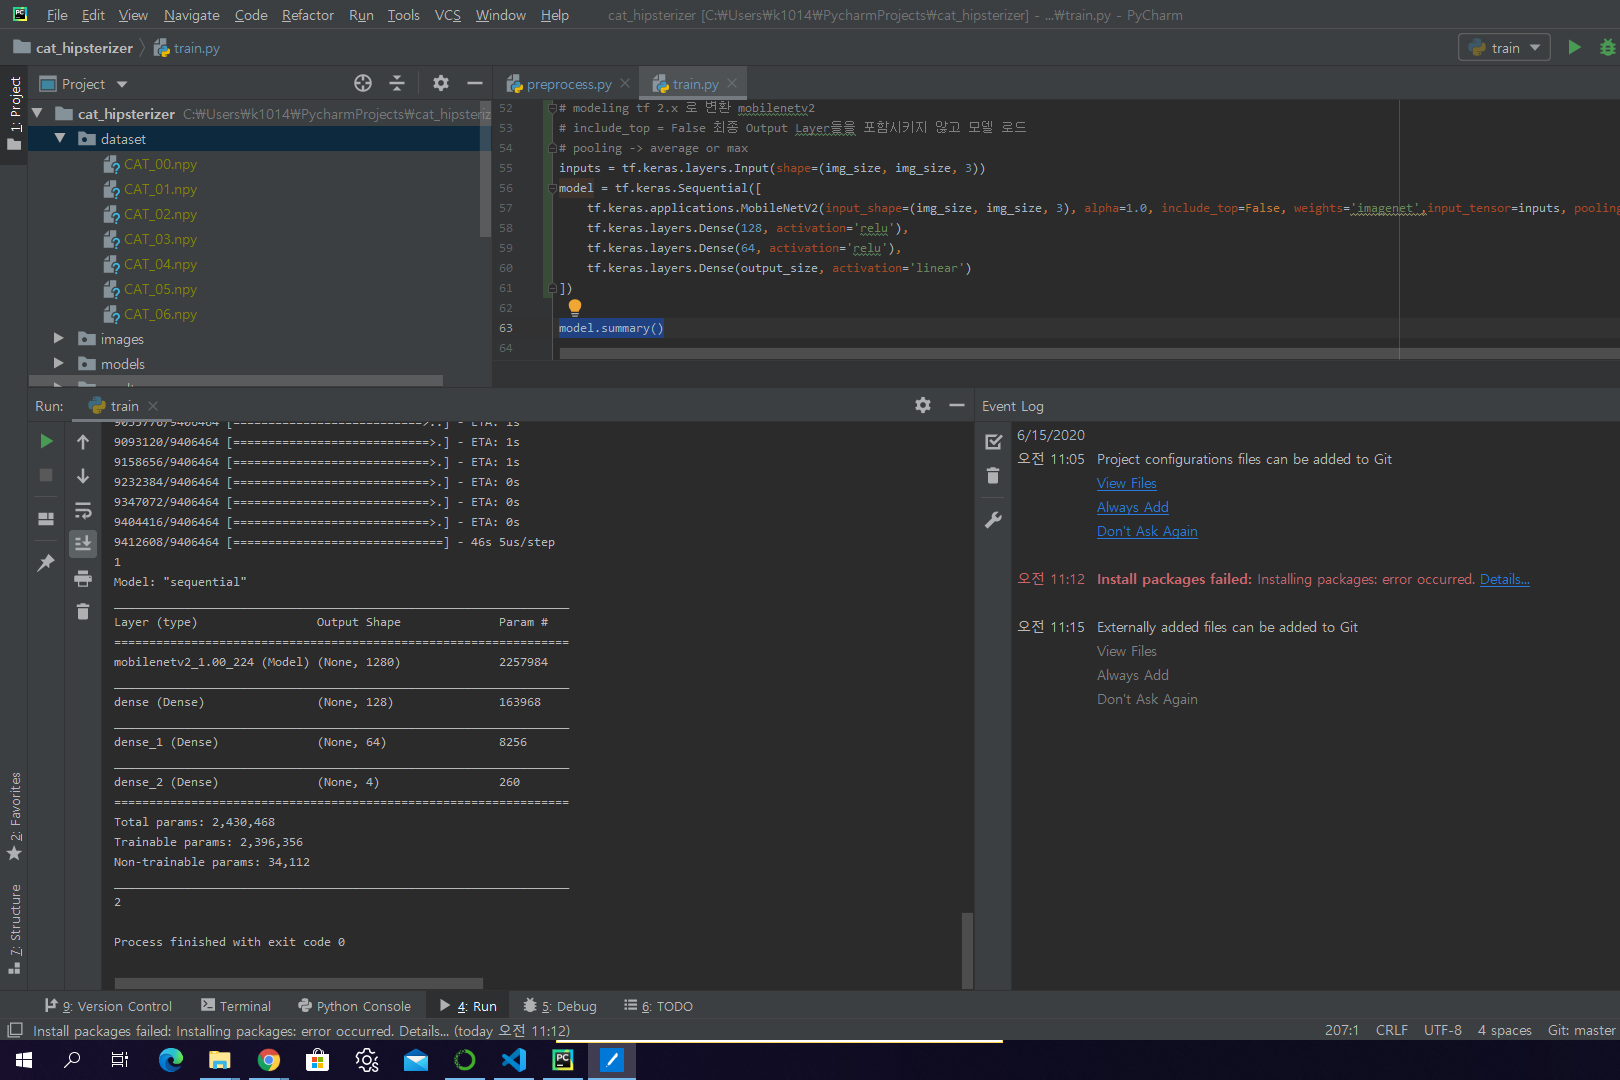 File Edit View Navigate Code Refactor Run Tools VCS Window Help cat_hipsterizer [C:₩Users₩k1014₩PycharmProjects₩cat_hipsterizer] - ...₩train.py - PyCharm
cat_hipsterizer train.py train
1: Project
Project
preprocess.py train.py
cat_hipsterizer C:₩Users₩k1014₩PycharmProjects₩cat_hipsteriz
dataset
CAT_00.npy
CAT_01.npy
CAT_02.npy
CAT_03.npy
CAT_04.npy
CAT_05.npy
CAT_06.npy
images
models
52 # modeling tf 2.x 로 변환 mobilenetv2
53 # include_top = False 최종 Output Layer들을 포함시키지 않고 모델 로드
54 # pooling -> average or max
55 inputs = tf.keras.layers.Input(shape=(img_size, img_size, 3))
56 model = tf.keras.Sequential([
57 tf.keras.applications.MobileNetV2(input_shape=(img_size, img_size, 3), alpha=1.0, include_top=False, weights='imagenet',input_tensor=inputs, pooling
58 tf.keras.layers.Dense(128, activation='relu'),
59 tf.keras.layers.Dense(64, activation='relu'),
60 tf.keras.layers.Dense(output_size, activation='linear')
61 ])
62
63 model.summary()
64
Run: train
9093120/9406464 [============================>.] - ETA: 1s
9158656/9406464 [============================>.] - ETA: 1s
9232384/9406464 [============================>.] - ETA: 0s
9347072/9406464 [============================>.] - ETA: 0s
9404416/9406464 [============================>.] - ETA: 0s
9412608/9406464 [==============================] - 46s 5us/step
1
Model: "sequential"
_________________________________________________________________
Layer (type) Output Shape Param #
=================================================================
mobilenetv2_1.00_224 (Model) (None, 1280) 2257984
_________________________________________________________________
dense (Dense) (None, 128) 163968
_________________________________________________________________
dense_1 (Dense) (None, 64) 8256
_________________________________________________________________
dense_2 (Dense) (None, 4) 260
=================================================================
Total params: 2,430,468
Trainable params: 2,396,356
Non-trainable params: 34,112
_________________________________________________________________
2
Process finished with exit code 0
Event Log
6/15/2020
오전 11:05 Project configurations files can be added to Git
View Files
Always Add
Don't Ask Again
오전 11:12 Install packages failed: Installing packages: error occurred. Details...
오전 11:15 Externally added files can be added to Git
View Files
Always Add
Don't Ask Again
2: Favorites
7: Structure
9: Version Control Terminal Python Console 4: Run 5: Debug 6: TODO
Install packages failed: Installing packages: error occurred. Details... (today 오전 11:12) 207:1 CRLF UTF-8 4 spaces Git: master